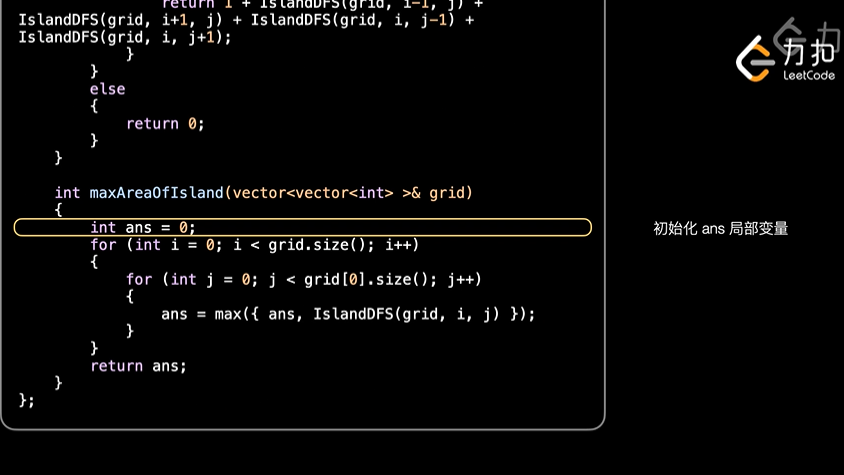 return 1 + IslandDFS(grid, i-1, j) +
IslandDFS(grid, i+1, j) + IslandDFS(grid, i, j-1) +
IslandDFS(grid, i, j+1);
}
}
else
{
return 0;
}
}
int maxAreaOfIsland(vector<vector<int> >& grid)
{
int ans = 0;
for (int i = 0; i < grid.size(); i++)
{
for (int j = 0; j < grid[0].size(); j++)
{
ans = max({ ans, IslandDFS(grid, i, j) });
}
}
return ans;
}
};
初始化 ans 局部变量
力扣
LeetCode
力